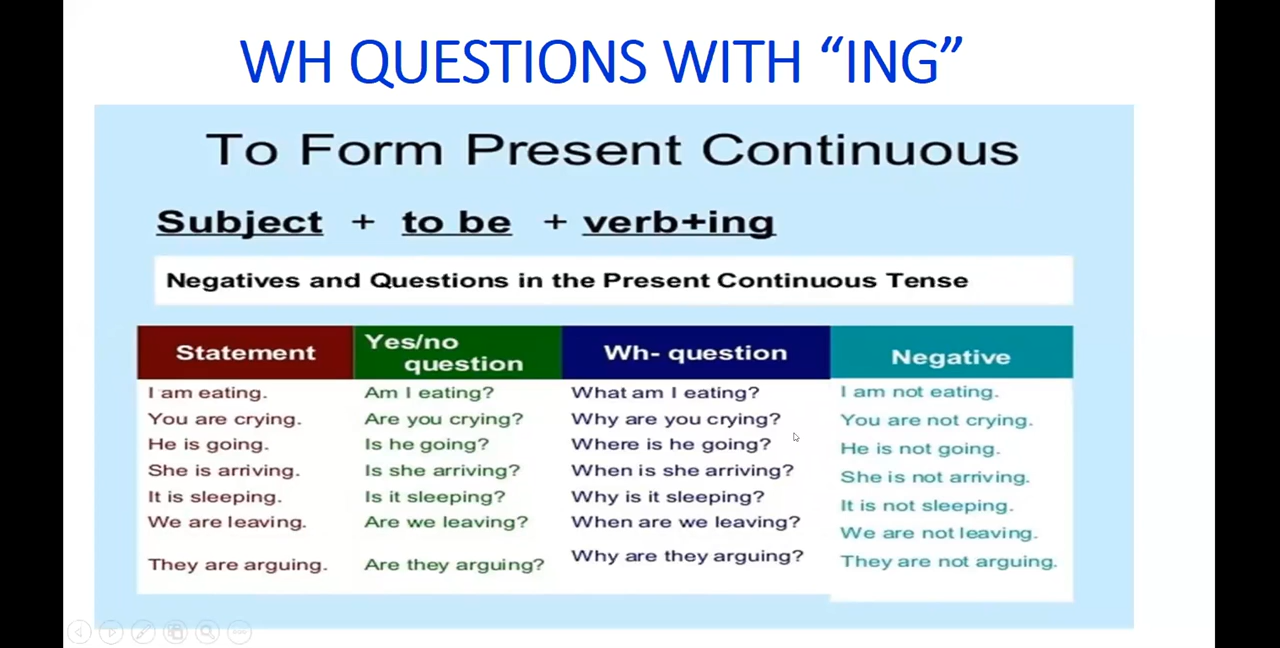 WH QUESTIONS WITH “ING”
To Form Present Continuous
Subject + to be + verb+ing
Negatives and Questions in the Present Continuous Tense
Statement
Yes/no
question
Wh- question
Negative
I am eating.
Am I eating?
What am I eating?
I am not eating.
You are crying.
Are you crying?
Why are you crying?
You are not crying.
He is going.
Is he going?
Where is he going?
He is not going.
She is arriving.
Is she arriving?
When is she arriving?
She is not arriving.
It is sleeping.
Is it sleeping?
Why is it sleeping?
It is not sleeping.
We are leaving.
Are we leaving?
When are we leaving?
We are not leaving.
They are arguing.
Are they arguing?
Why are they arguing?
They are not arguing.